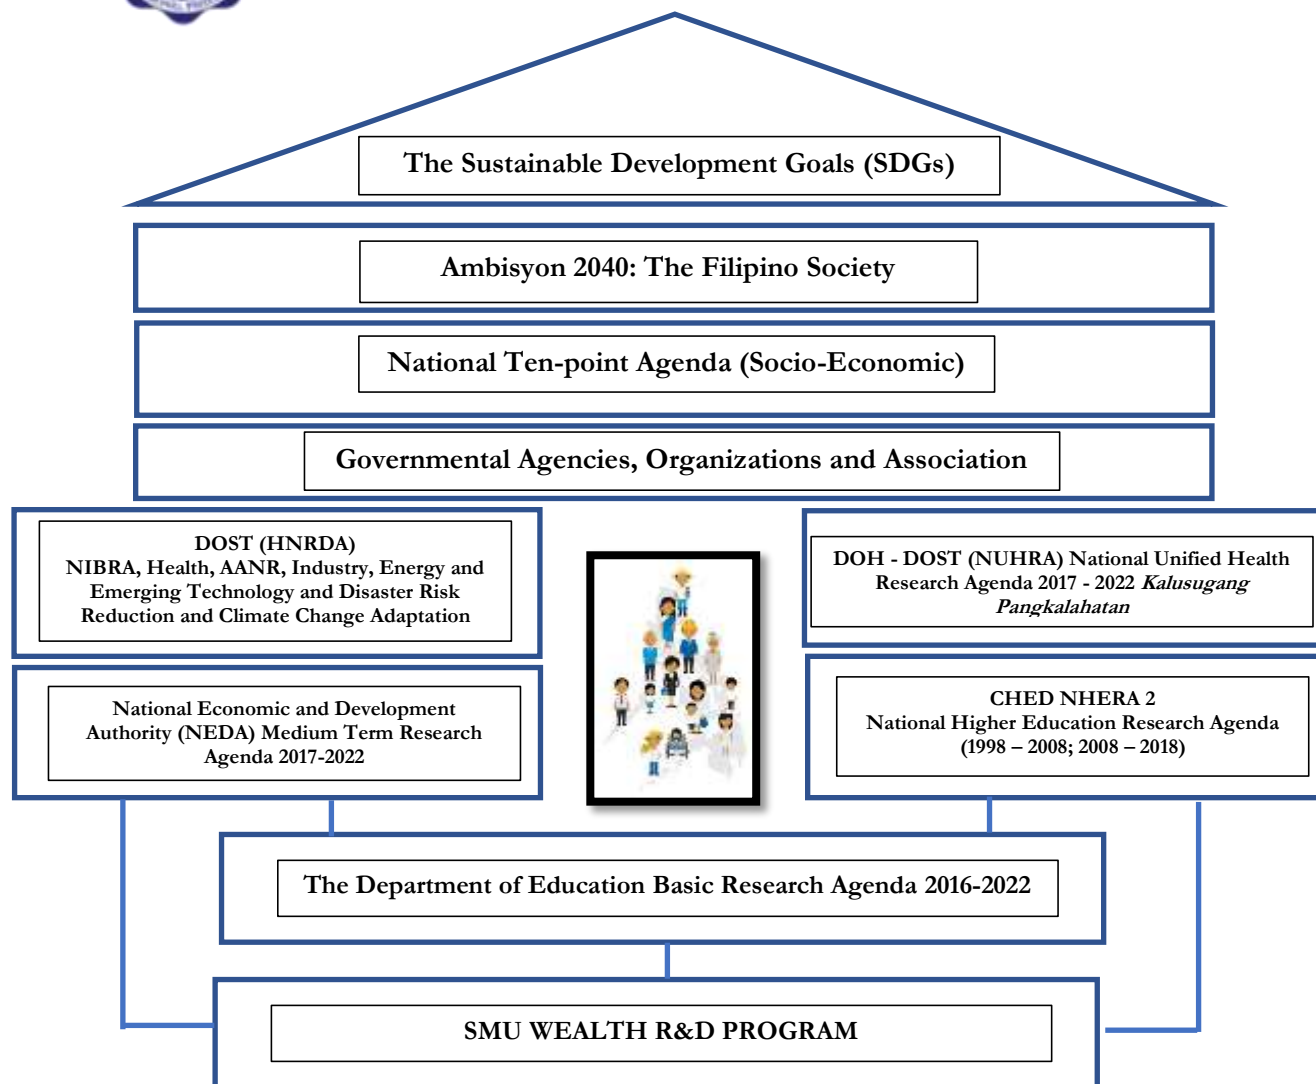 The Sustainable Development Goals (SDGs)
Ambisyon 2040: The Filipino Society
National Ten-point Agenda (Socio-Economic)
Governmental Agencies, Organizations and Association
DOST (HNRDA)
NIBRA, Health, AANR, Industry, Energy and
Emerging Technology and Disaster Risk
Reduction and Climate Change Adaptation
DOH - DOST (NUHRA) National Unified Health
Research Agenda 2017 - 2022 Kalusugang
Pangkalahatan
National Economic and Development
Authority (NEDA) Medium Term Research
Agenda 2017-2022
CHED NHERA 2
National Higher Education Research Agenda
(1998 – 2008; 2008 – 2018)
The Department of Education Basic Research Agenda 2016-2022
SMU WEALTH R&D PROGRAM